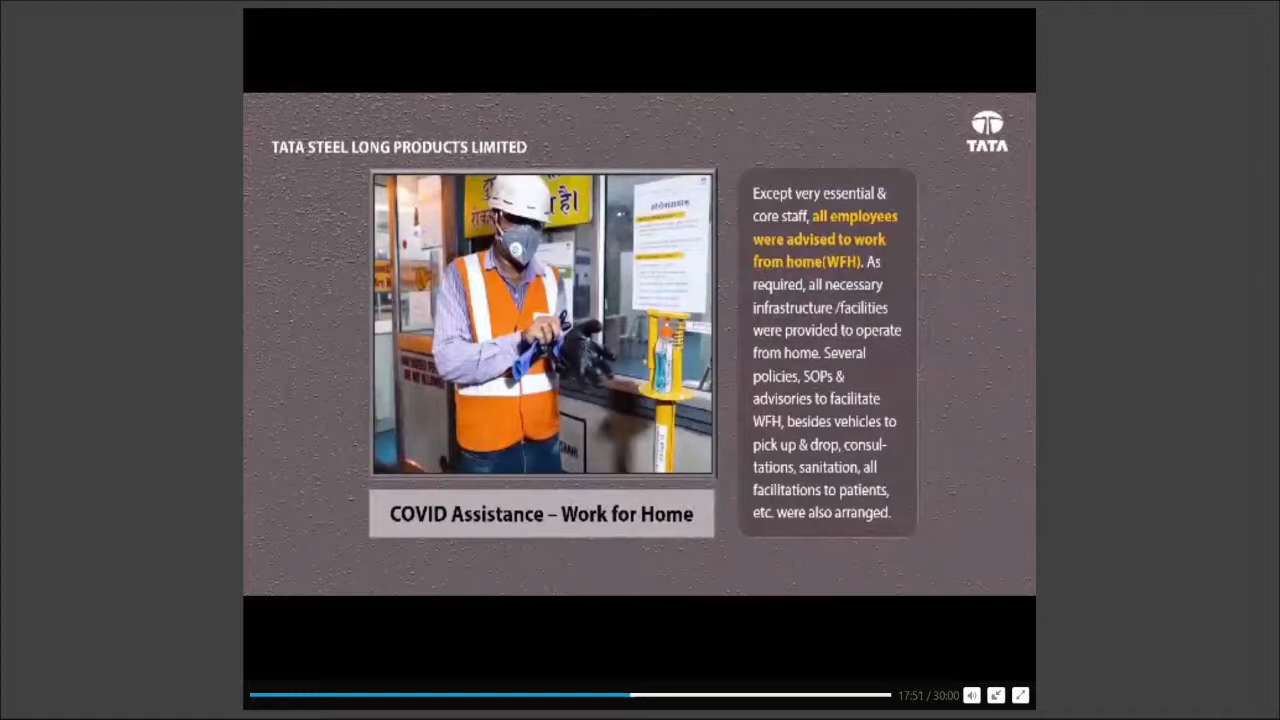 TATA STEEL LONG PRODUCTS LIMITED
TATA
है।
COVID Assistance – Work for Home
Except very essential &
core staff, all employees
were advised to work
from home(WFH). As
required, all necessary
infrastructure /facilities
were provided to operate
from home. Several
policies, SOPs &
advisories to facilitate
WFH, besides vehicles to
pick up & drop, consul-
tations, sanitation, all
facilitations to patients,
etc. were also arranged.
17:51 / 30:00